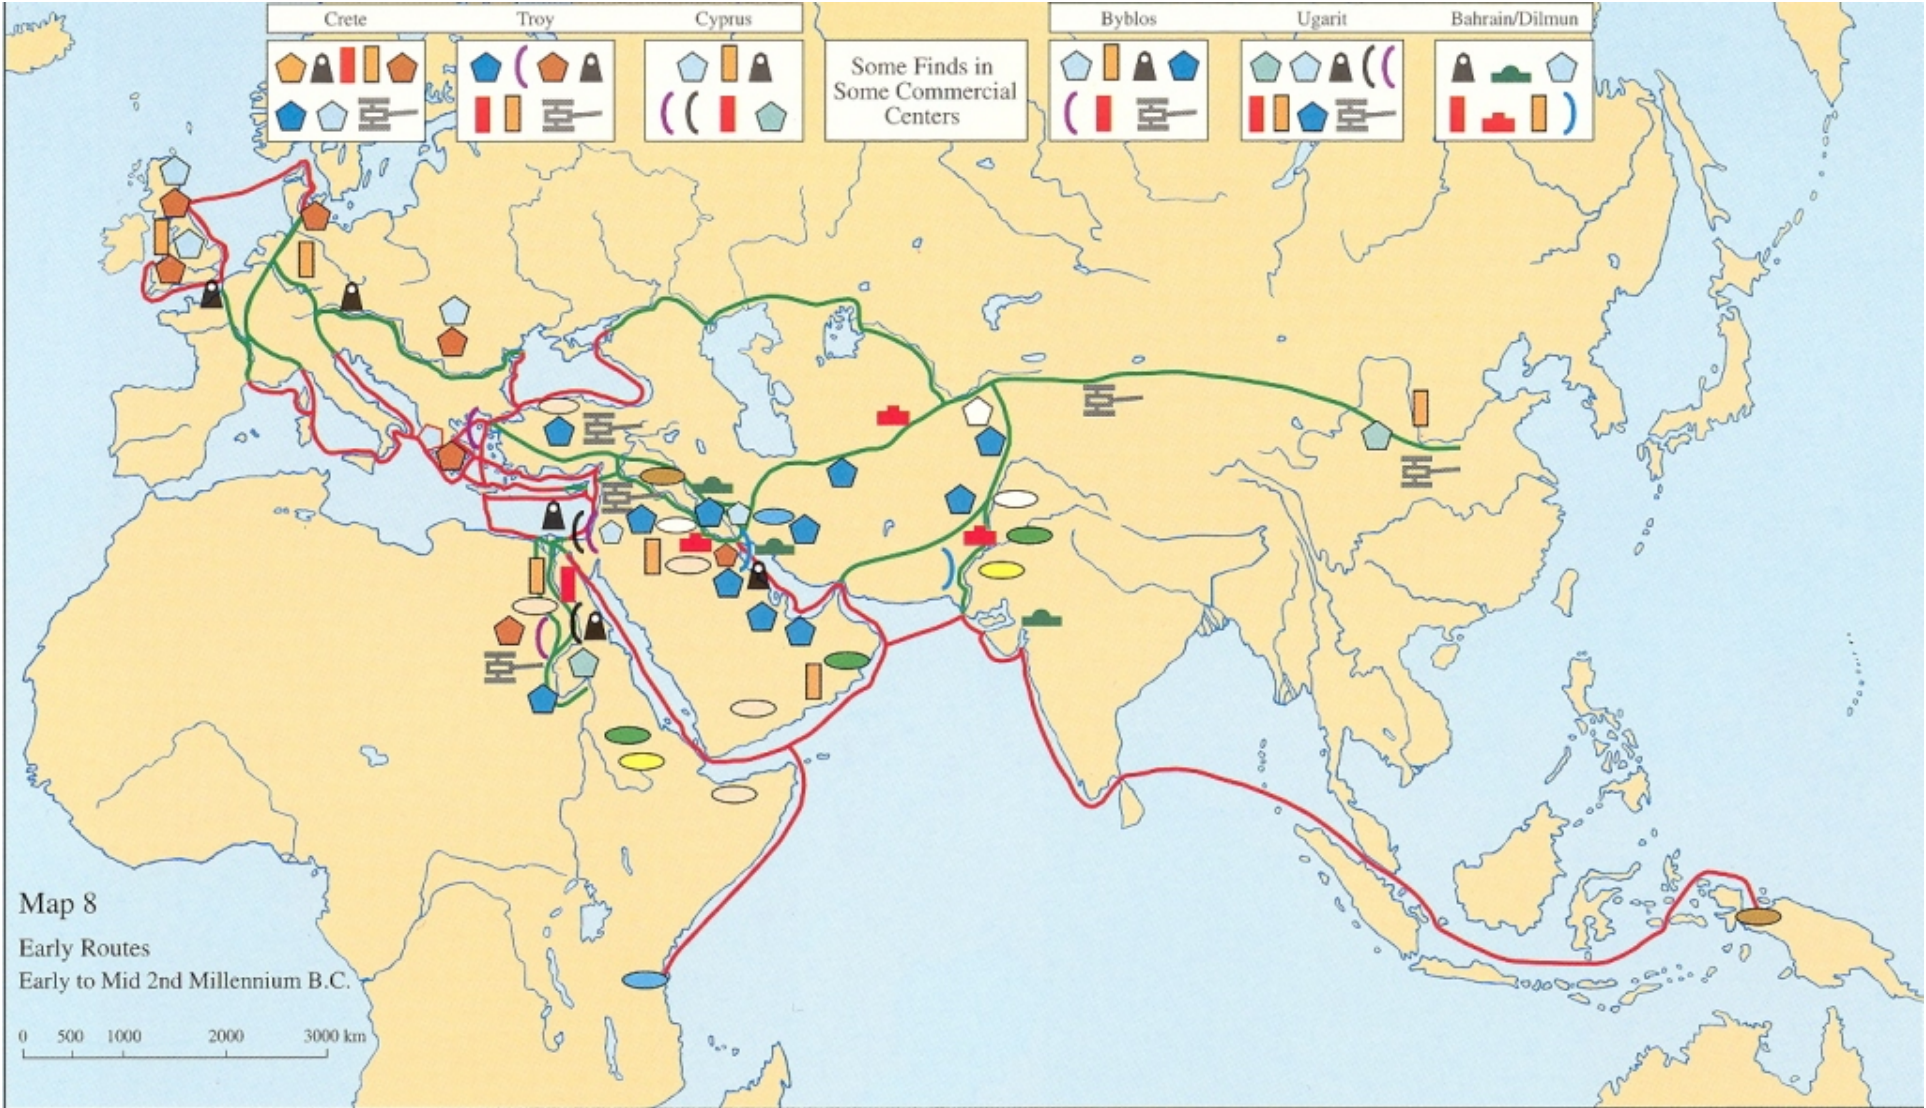 Crete
Troy
Cyprus
Byblos
Ugarit
Bahrain/Dilmun
Some Finds in
Some Commercial
Centers
Map 8
Early Routes
Early to Mid 2nd Millennium B.C.
0 500 1000 2000 3000 km